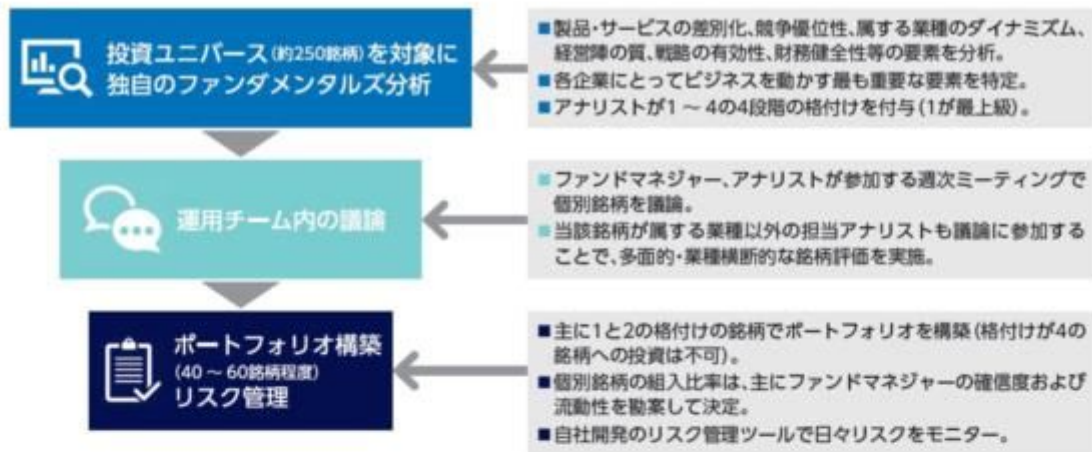 投資ユニバース(約250銘柄)を対象に
独自のファンダメンタルズ分析
■製品・サービスの差別化、競争優位性、属する業種のダイナミズム、
経営陣の質、戦略の有効性、財務健全性等の要素を分析。
■各企業にとってビジネスを動かす最も重要な要素を特定。
■アナリストが1 ～ 4の4段階の格付けを付与(1が最上級)。
運用チーム内の議論
■ファンドマネジャー、アナリストが参加する週次ミーティングで
個別銘柄を議論。
■当該銘柄が属する業種以外の担当アナリストも議論に参加する
ことで、多面的・業種横断的な銘柄評価を実施。
ポートフォリオ構築
(40 ～ 60銘柄程度)
リスク管理
■主に1と2の格付けの銘柄でポートフォリオを構築(格付けが4の
銘柄への投資は不可)。
■個別銘柄の組入比率は、主にファンドマネジャーの確信度および
流動性を勘案して決定。
■自社開発のリスク管理ツールで日々リスクをモニター。